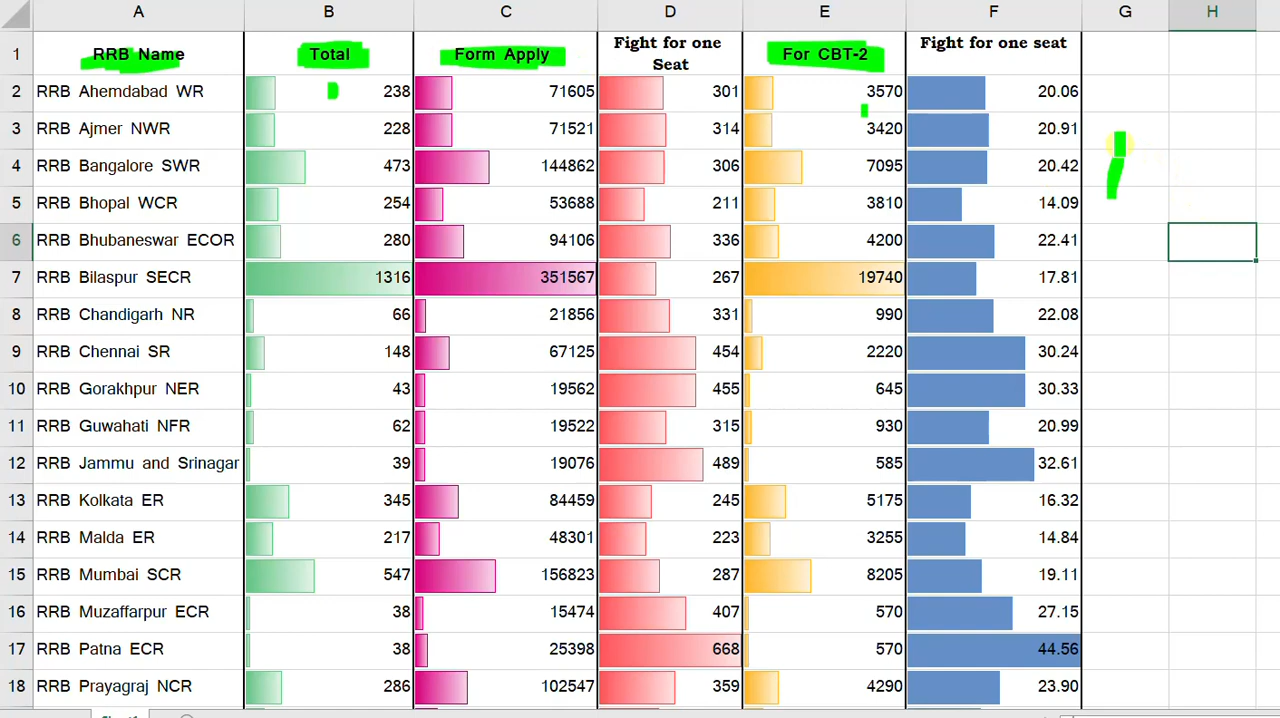 A B C D E F G H
1 RRB Name Total Form Apply Fight for one Seat For CBT-2 Fight for one seat
2 RRB Ahemdabad WR 238 71605 301 3570 20.06
3 RRB Ajmer NWR 228 71521 314 3420 20.91
4 RRB Bangalore SWR 473 144862 306 7095 20.42
5 RRB Bhopal WCR 254 53688 211 3810 14.09
6 RRB Bhubaneswar ECOR 280 94106 336 4200 22.41
7 RRB Bilaspur SECR 1316 351567 267 19740 17.81
8 RRB Chandigarh NR 66 21856 331 990 22.08
9 RRB Chennai SR 148 67125 454 2220 30.24
10 RRB Gorakhpur NER 43 19562 455 645 30.33
11 RRB Guwahati NFR 62 19522 315 930 20.99
12 RRB Jammu and Srinagar 39 19076 489 585 32.61
13 RRB Kolkata ER 345 84459 245 5175 16.32
14 RRB Malda ER 217 48301 223 3255 14.84
15 RRB Mumbai SCR 547 156823 287 8205 19.11
16 RRB Muzaffarpur ECR 38 15474 407 570 27.15
17 RRB Patna ECR 38 25398 668 570 44.56
18 RRB Prayagraj NCR 286 102547 359 4290 23.90